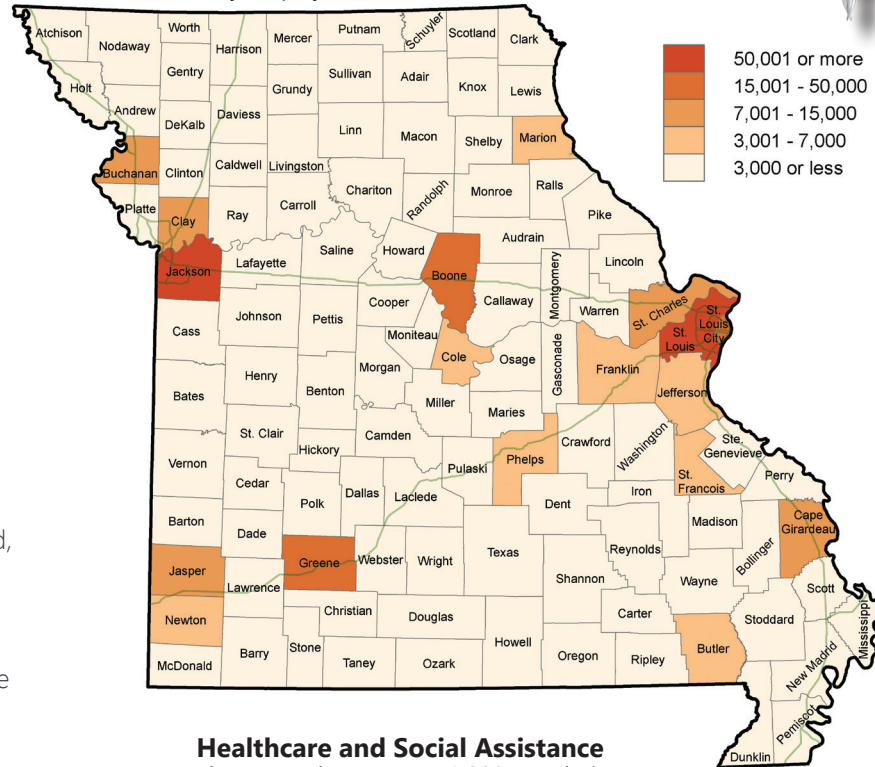 50,001 or more
15,001 - 50,000
7,001 - 15,000
3,001 - 7,000
3,000 or less
Atchison
Nodaway
Worth
Harrison
Mercer
Putnam
Schuyler
Scotland
Clark
Holt
Andrew
Gentry
Grundy
Sullivan
Adair
Knox
Lewis
DeKalb
Daviess
Linn
Macon
Shelby
Marion
Buchanan
Clinton
Caldwell
Livingston
Chariton
Randolph
Monroe
Ralls
Pike
Platte
Clay
Ray
Carroll
Jackson
Lafayette
Saline
Howard
Boone
Audrain
Callaway
Montgomery
Lincoln
Warren
St. Charles
St.
Louis
City
St.
Louis
Cass
Johnson
Pettis
Cooper
Moniteau
Cole
Osage
Gasconade
Franklin
Jefferson
Bates
Henry
Benton
Morgan
Miller
Maries
Crawford
Washington
Ste.
Genevieve
St.
Francois
Perry
Vernon
St. Clair
Hickory
Camden
Pulaski
Phelps
Dent
Iron
Madison
Cape
Girardeau
Bollinger
Cedar
Polk
Dallas
Laclede
Barton
Dade
Greene
Webster
Wright
Texas
Shannon
Reynolds
Wayne
Scott
Mississippi
Stoddard
Jasper
Lawrence
Newton
Christian
Douglas
Howell
Carter
Butler
New Madrid
McDonald
Barry
Stone
Taney
Ozark
Oregon
Ripley
Pemiscot
Dunklin
d,
e
Healthcare and Social Assistance